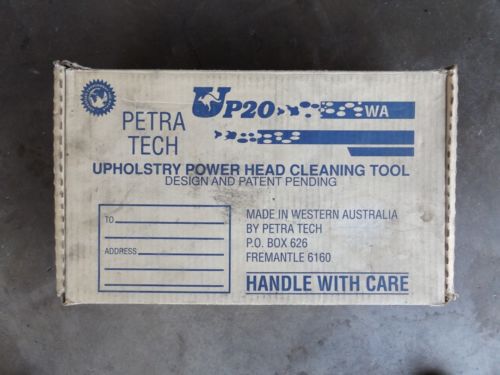 PETRA
TECH
UP20
WA
UPHOLSTRY POWER HEAD CLEANING TOOL
DESIGN AND PATENT PENDING
TO
ADDRESS
MADE IN WESTERN AUSTRALIA
BY PETRA TECH
P.O. BOX 626
FREMANTLE 6160
HANDLE WITH CARE